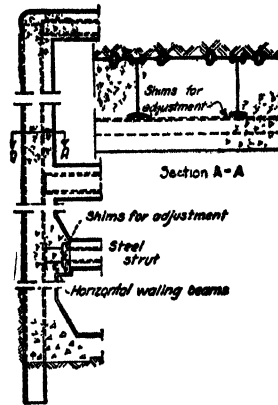 Shims for
adjustment
A A
Section A-A
Shims for adjustment
Steel
strut
Horizontal waling beams